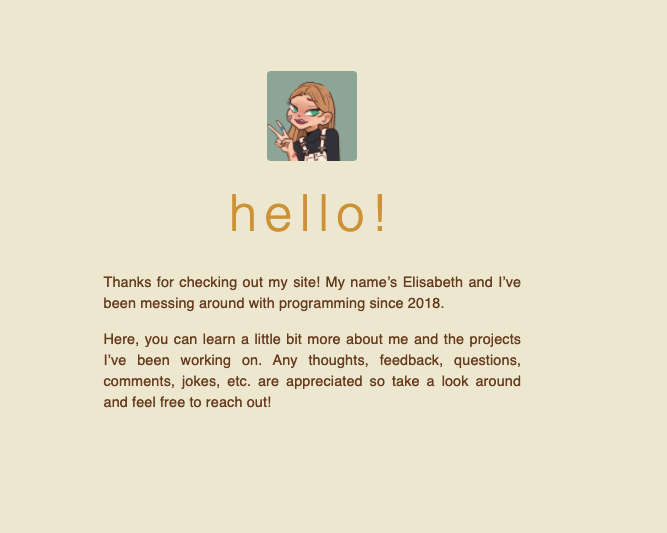 hello!
Thanks for checking out my site! My name’s Elisabeth and I’ve
been messing around with programming since 2018.
Here, you can learn a little bit more about me and the projects
I’ve been working on. Any thoughts, feedback, questions,
comments, jokes, etc. are appreciated so take a look around
and feel free to reach out!